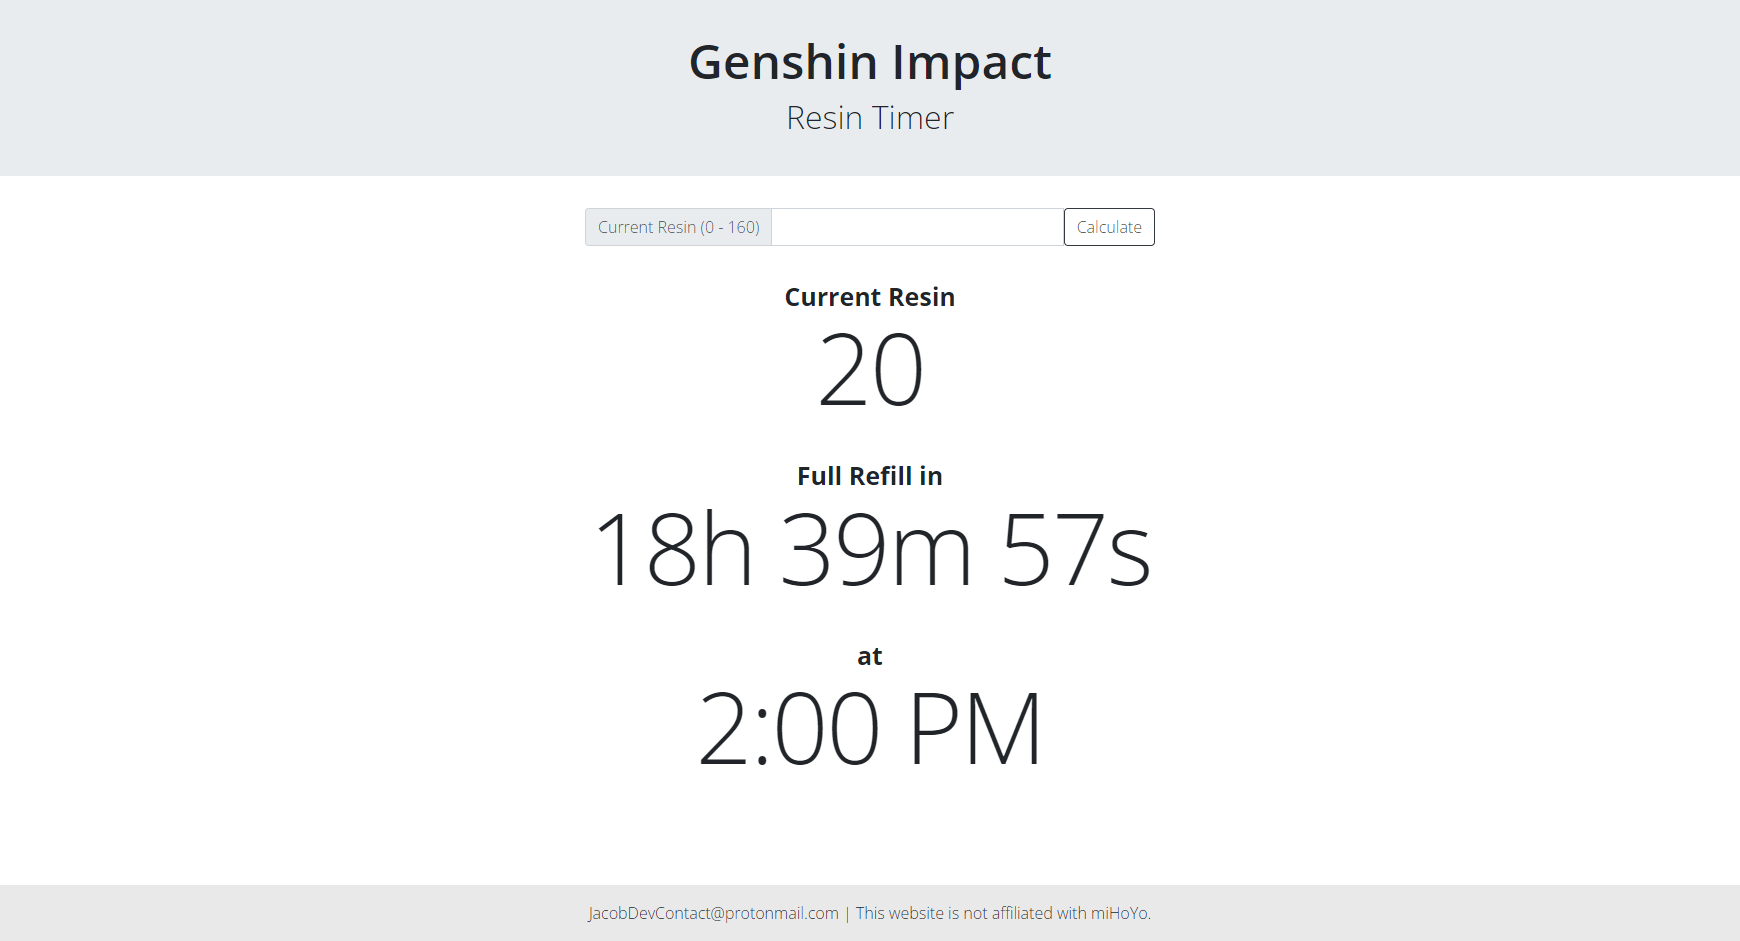 Genshin Impact
Resin Timer
Current Resin (0 - 160) Calculate
Current Resin
20
Full Refill in
18h 39m 57s
at
2:00 PM
JacobDevContact@protonmail.com | This website is not affiliated with miHoYo.